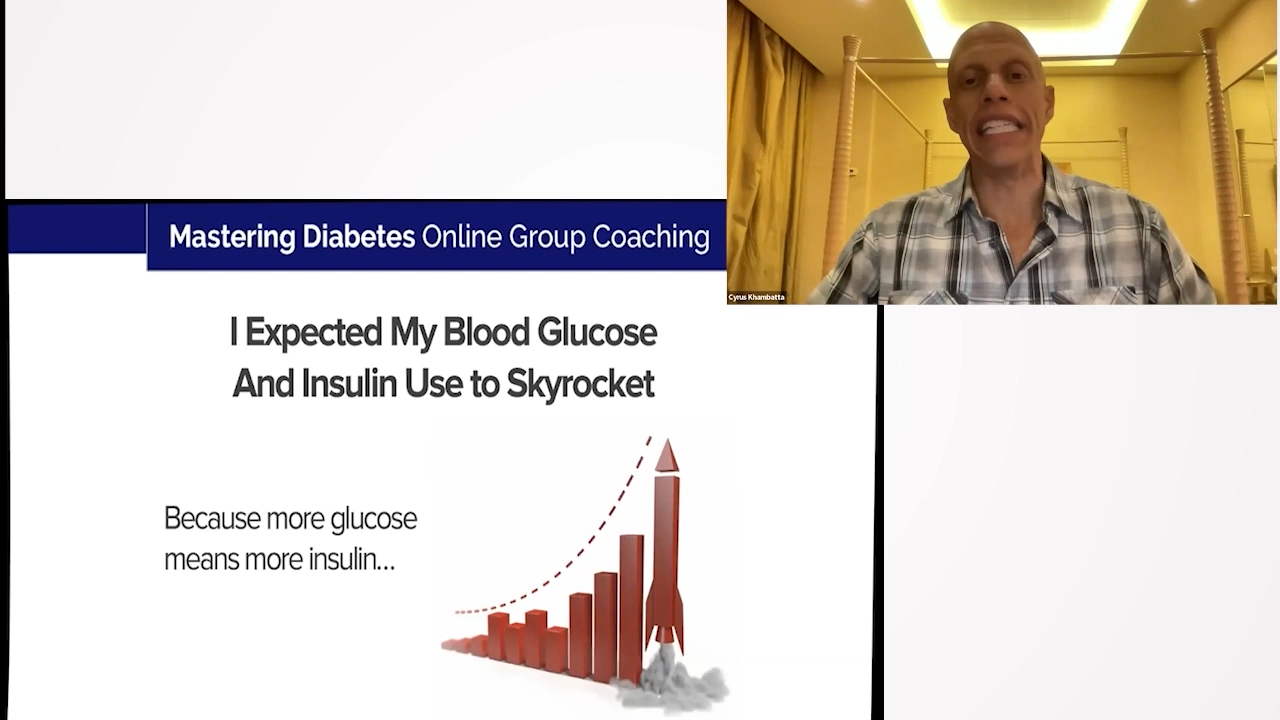 Mastering Diabetes Online Group Coaching
I Expected My Blood Glucose
And Insulin Use to Skyrocket
Because more glucose
means more insulin...
Cyrus Khambatta